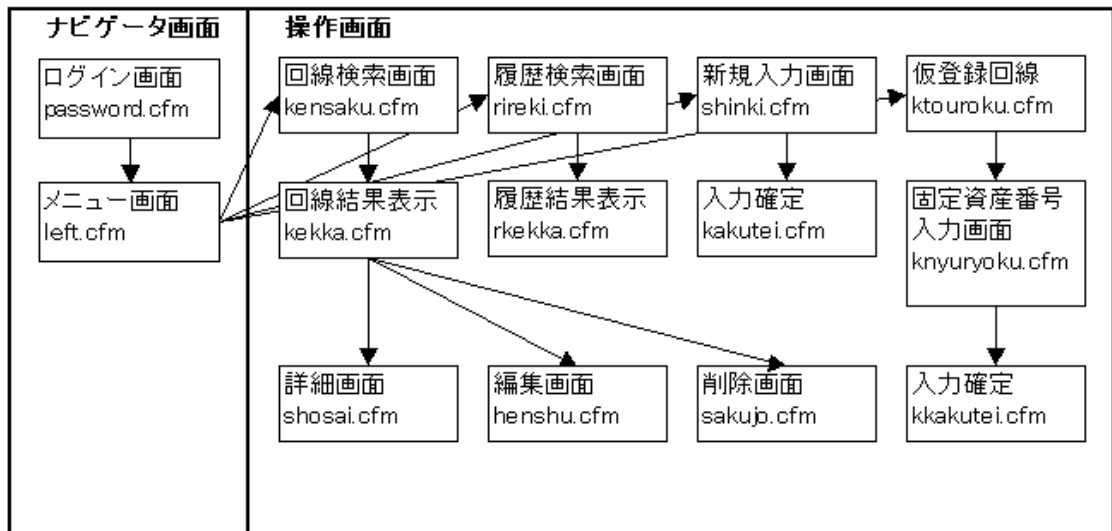 ナビゲータ画面
操作画面
ログイン画面
password.cfm
回線検索画面
kensaku.cfm
履歴検索画面
rireki.cfm
新規入力画面
shinki.cfm
仮登録回線
ktouroku.cfm
メニュー画面
left.cfm
回線結果表示
kekka.cfm
履歴結果表示
rkekka.cfm
入力確定
kakutei.cfm
固定資産番号
入力画面
knyuryoku.cfm
詳細画面
shosai.cfm
編集画面
henshu.cfm
削除画面
sakujo.cfm
入力確定
kkakutei.cfm